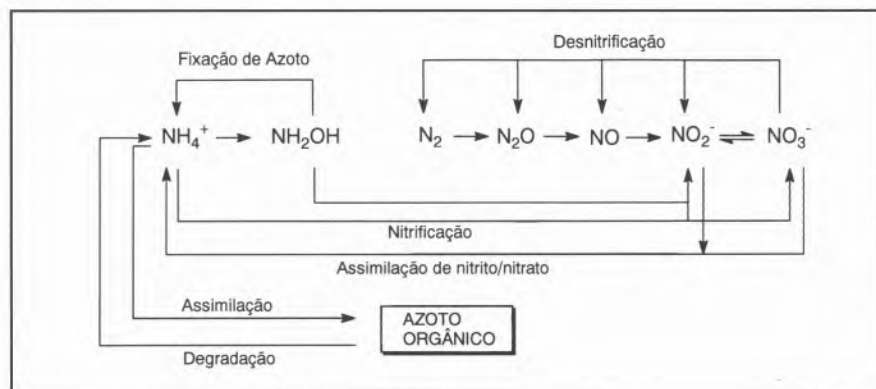 Desnitrificação
Fixação de Azoto
NH4+ NH2OH N2 N2O NO NO2- NO3-
Nitrificação
Assimilação de nitrito/nitrato
Assimilação
AZOTO
ORGÂNICO
Degradação